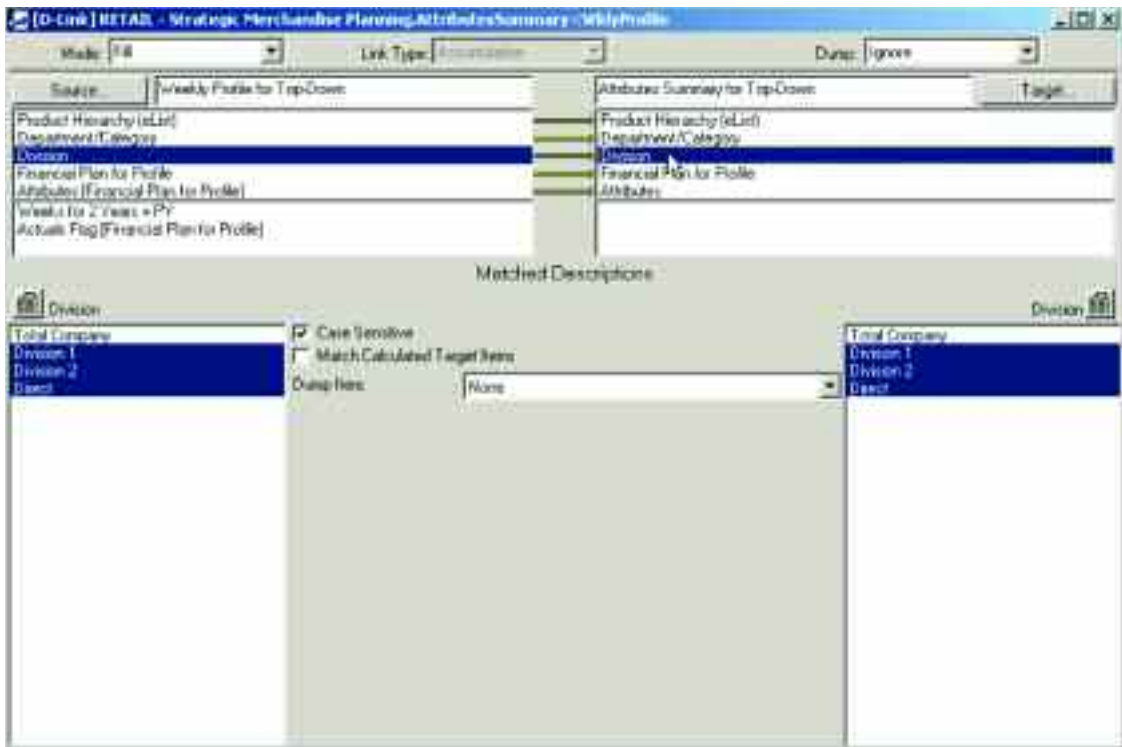 [D-Link] RETAIL - Strategic Merchandise Planning.AttributesSummary - WklyProfile
Mode: Fill Link Type: Accumulation Dump: Ignore
Source... Weekly Profile for Top-Down Attributes Summary for Top-Down Target...
Product Hierarchy (eList) Product Hierarchy (eList)
Department/Category Department/Category
Division Division
Financial Plan for Profile Financial Plan for Profile
Attributes [Financial Plan for Profile] Attributes
Weeks for 2 Years + PY
Actuals Flag [Financial Plan for Profile]
Matched Descriptions
Division Division
Total Company Case Sensitive Total Company
Division 1 Match Calculated Target Items Division 1
Division 2 Division 2
Direct Dump Item: None Direct